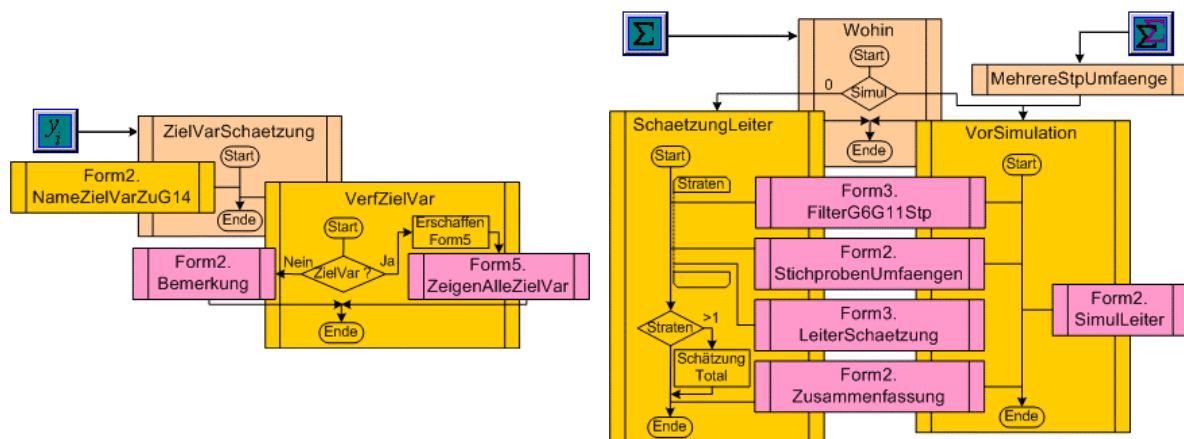 y
i
ZielVarSchaetzung
Start
Form2.
NameZielVarZuG14
Ende
VerfZielVar
Start
Erschaffen
Form5
Nein
ZielVar ?
Ja
Form2.
Bemerkung
Form5.
ZeigenAlleZielVar
Ende
Σ
Wohin
Start
0
Simul
Ende
ΣΣ
MehrereStpUmfaenge
SchaetzungLeiter
Start
Straten
Form3.
FilterG6G11Stp
Form2.
StichprobenUmfaengen
Form3.
LeiterSchaetzung
Straten
>1
Schätzung
Total
Form2.
Zusammenfassung
Ende
VorSimulation
Start
Form2.
SimulLeiter
Ende